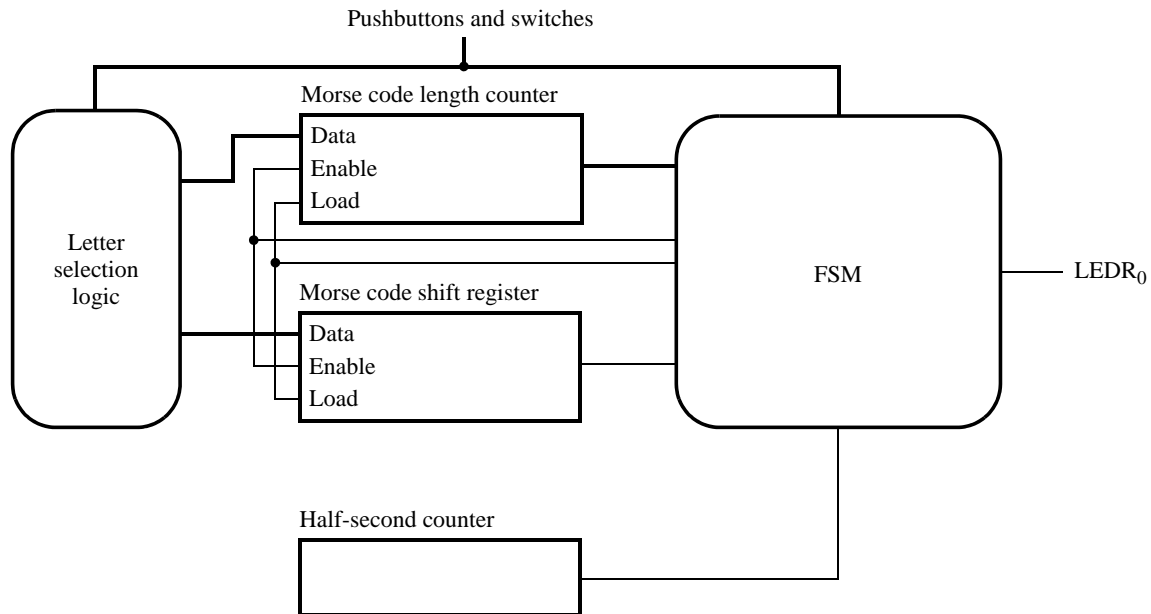 Pushbuttons and switches
Morse code length counter
Data
Enable
Load
Letter
selection
logic
FSM
LEDR0
Morse code shift register
Data
Enable
Load
Half-second counter